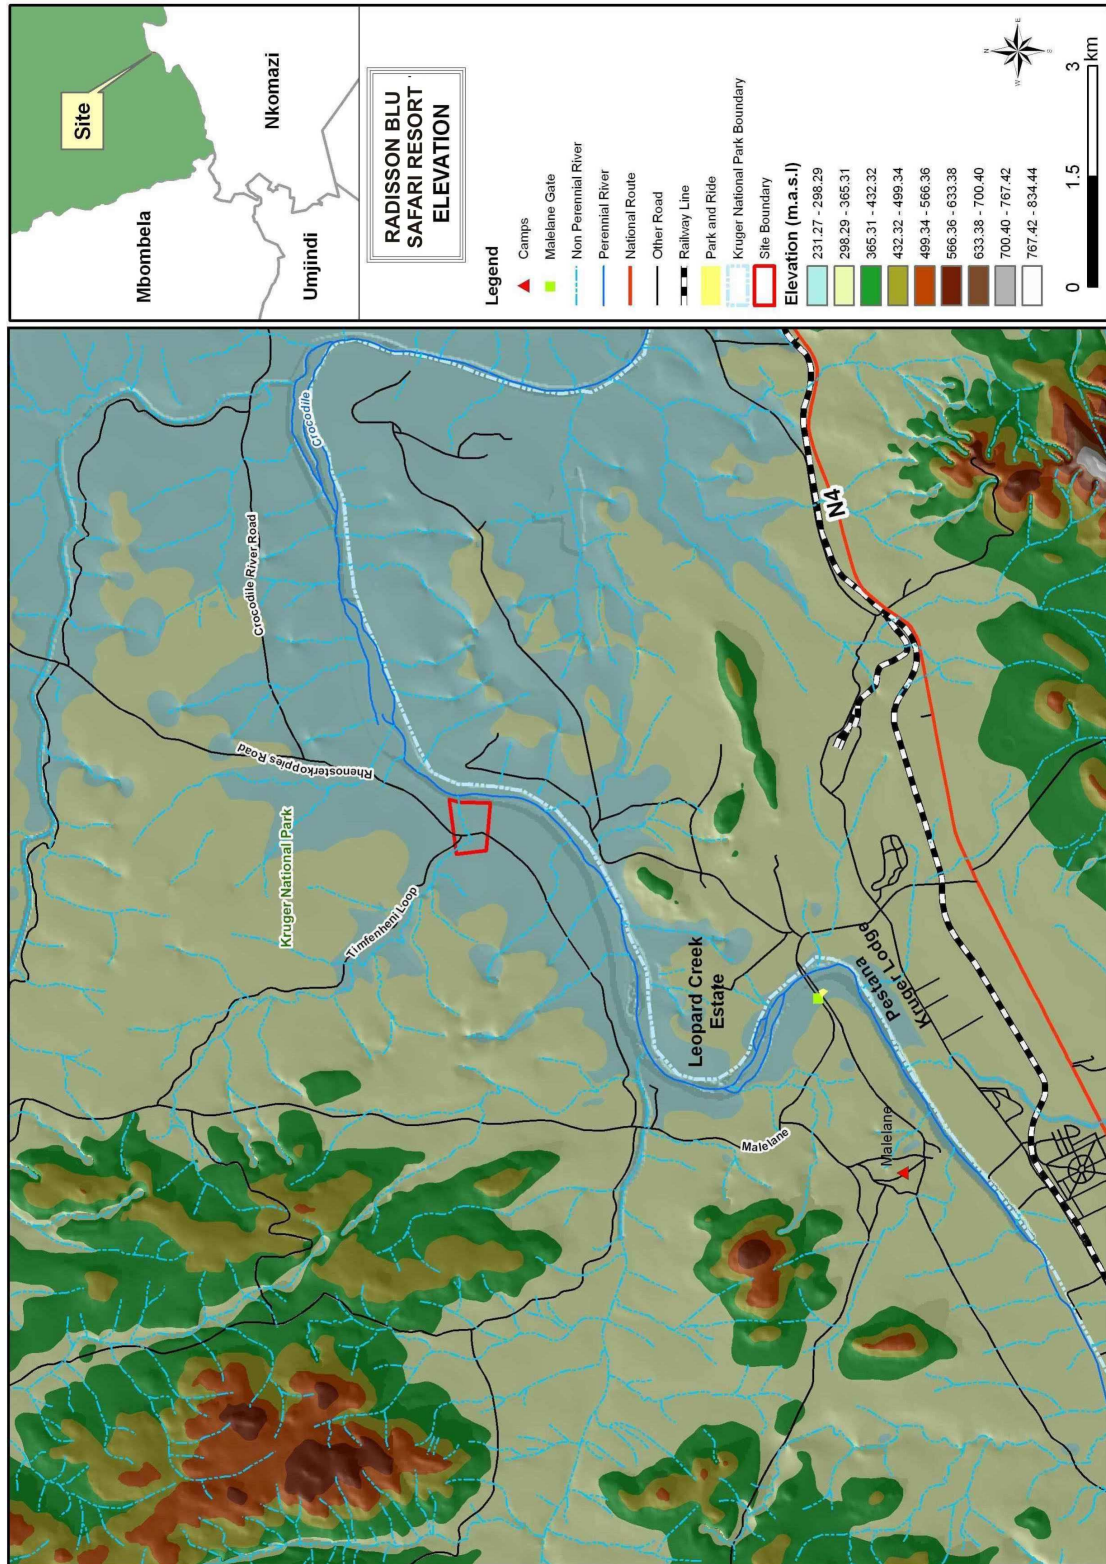 Mbombela
Site
Nkomazi
Umjindi
RADISSON BLU
SAFARI RESORT
ELEVATION
Legend
Camps
Malelane Gate
Non Perennial River
Perennial River
National Route
Other Road
Railway Line
Park and Ride
Kruger National Park Boundary
Site Boundary
Elevation (m.a.s.l)
231.27 - 298.29
298.29 - 365.31
365.31 - 432.32
432.32 - 499.34
499.34 - 566.36
566.36 - 633.38
633.38 - 700.40
700.40 - 767.42
767.42 - 834.44
N
E
S
W
0
1.5
3
km
Crocodile River Road
Crocodile
Rhenosterkoppies Road
Kruger National Park
Timfenheni Loop
N4
Leopard Creek
Estate
Pestana
Kruger Lodge
Malelane
Malelane